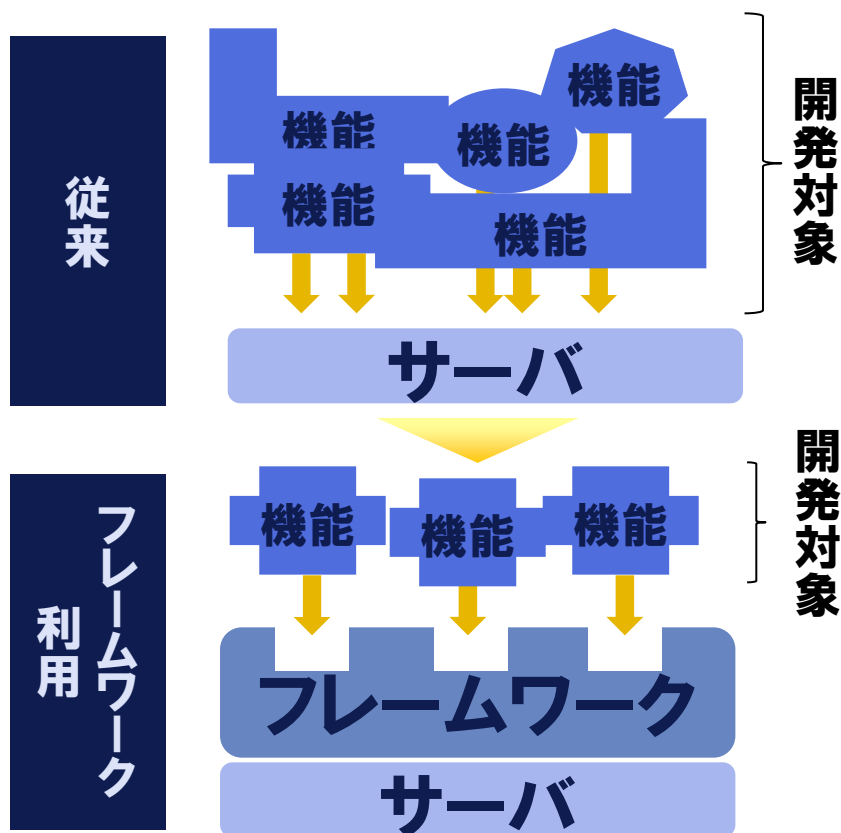 従来
機能
機能
機能
機能
機能
開発対象
サーバ
フレームワーク
利用
機能
機能
機能
開発対象
フレームワーク
サーバ